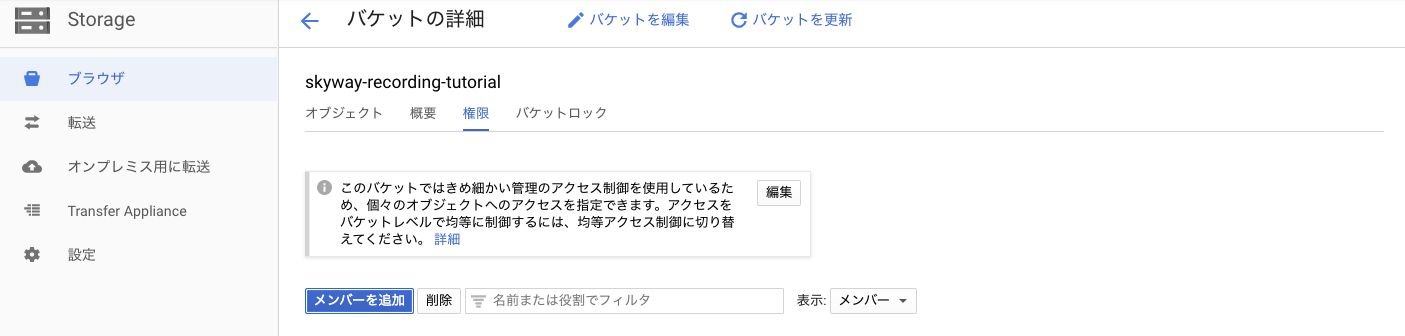 Storage
バケットの詳細
バケットを編集
バケットを更新
ブラウザ
転送
オンプレミス用に転送
Transfer Appliance
設定
skyway-recording-tutorial
オブジェクト 概要 権限 バケットロック
このバケットではきめ細かい管理のアクセス制御を使用しているた
め、個々のオブジェクトへのアクセスを指定できます。アクセスを
バケットレベルで均等に制御するには、均等アクセス制御に切り替
えてください。 詳細
編集
メンバーを追加 削除 名前または役割でフィルタ 表示: メンバー